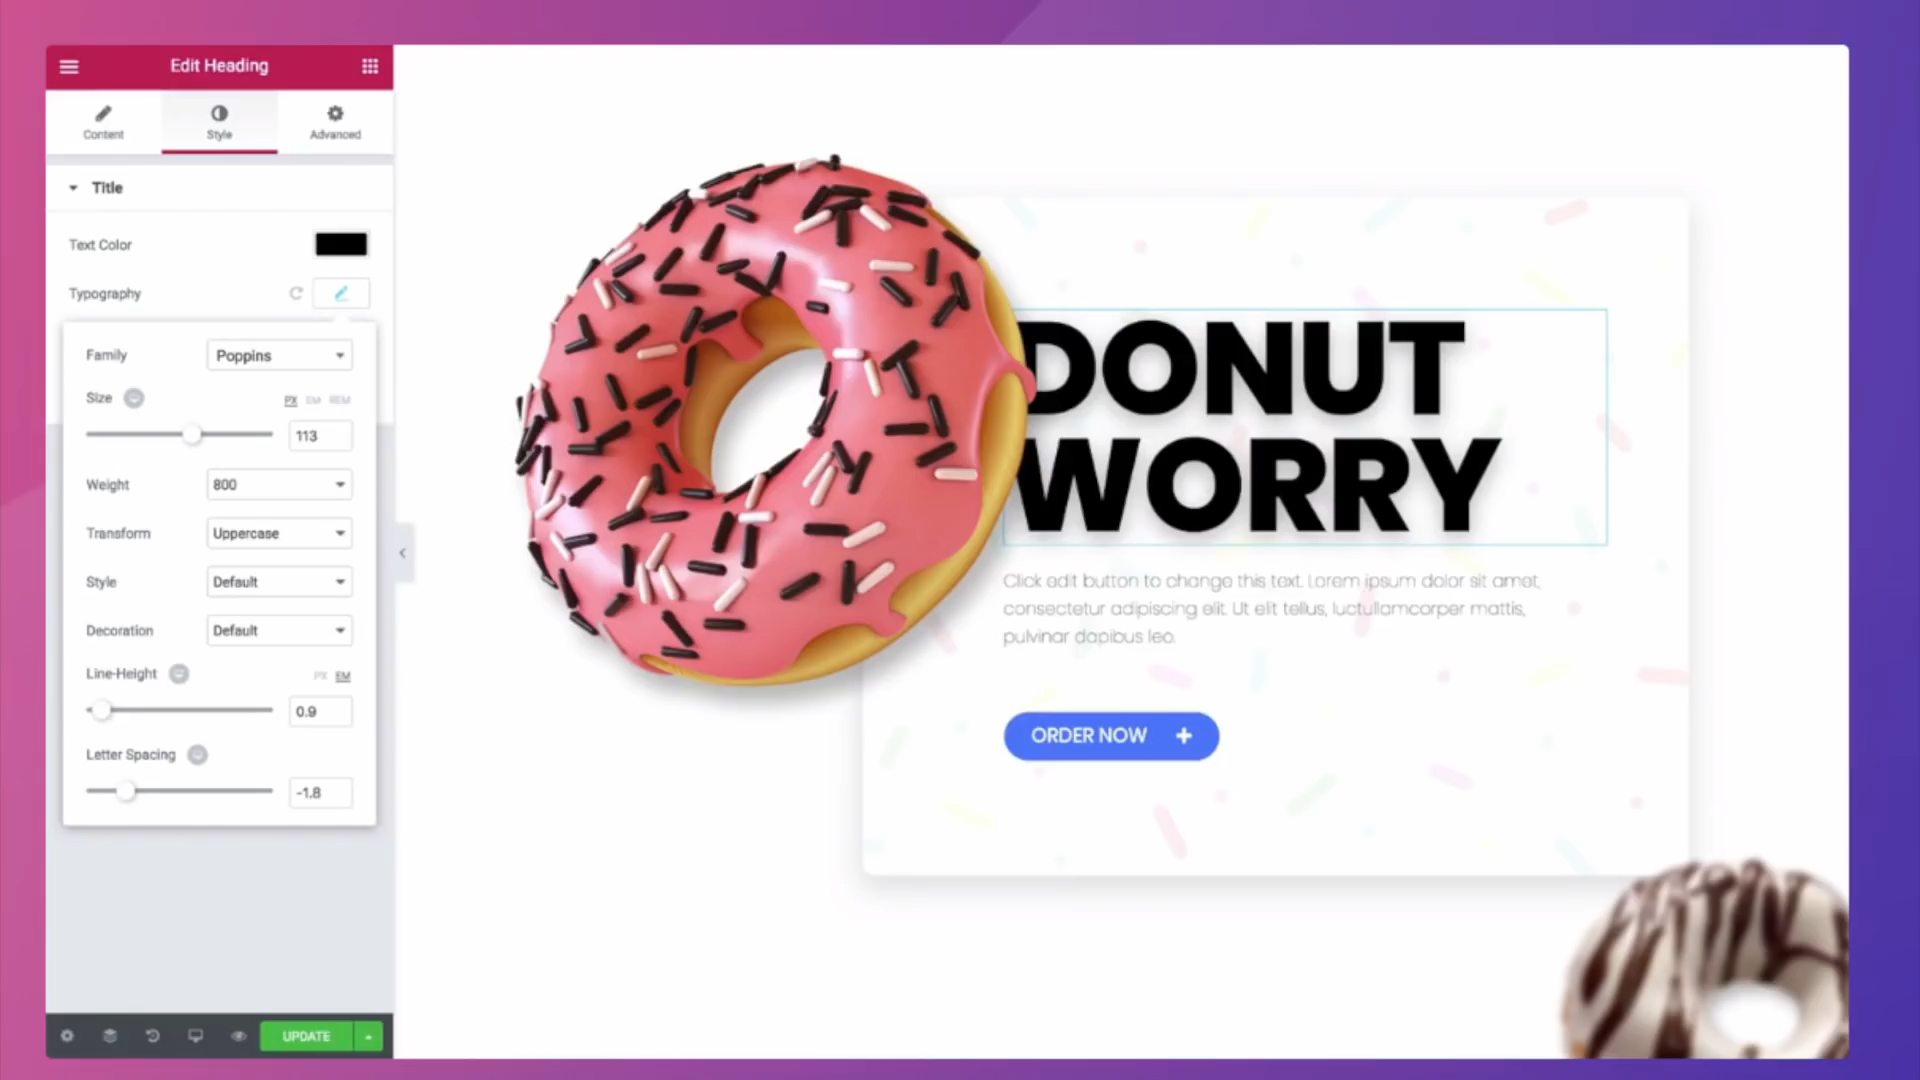 Edit Heading
Content
Style
Advanced
Title
Text Color
Typography
Family
Poppins
Size
PX EM REM
113
Weight
800
Transform
Uppercase
Style
Default
Decoration
Default
Line-Height
PX EM
0.9
Letter Spacing
-1.8
UPDATE
DONUT
WORRY
Click edit button to change this text. Lorem ipsum dolor sit amet,
consectetur adipiscing elit. Ut elit tellus, luctullamcorper mattis,
pulvinar dapibus leo.
ORDER NOW +